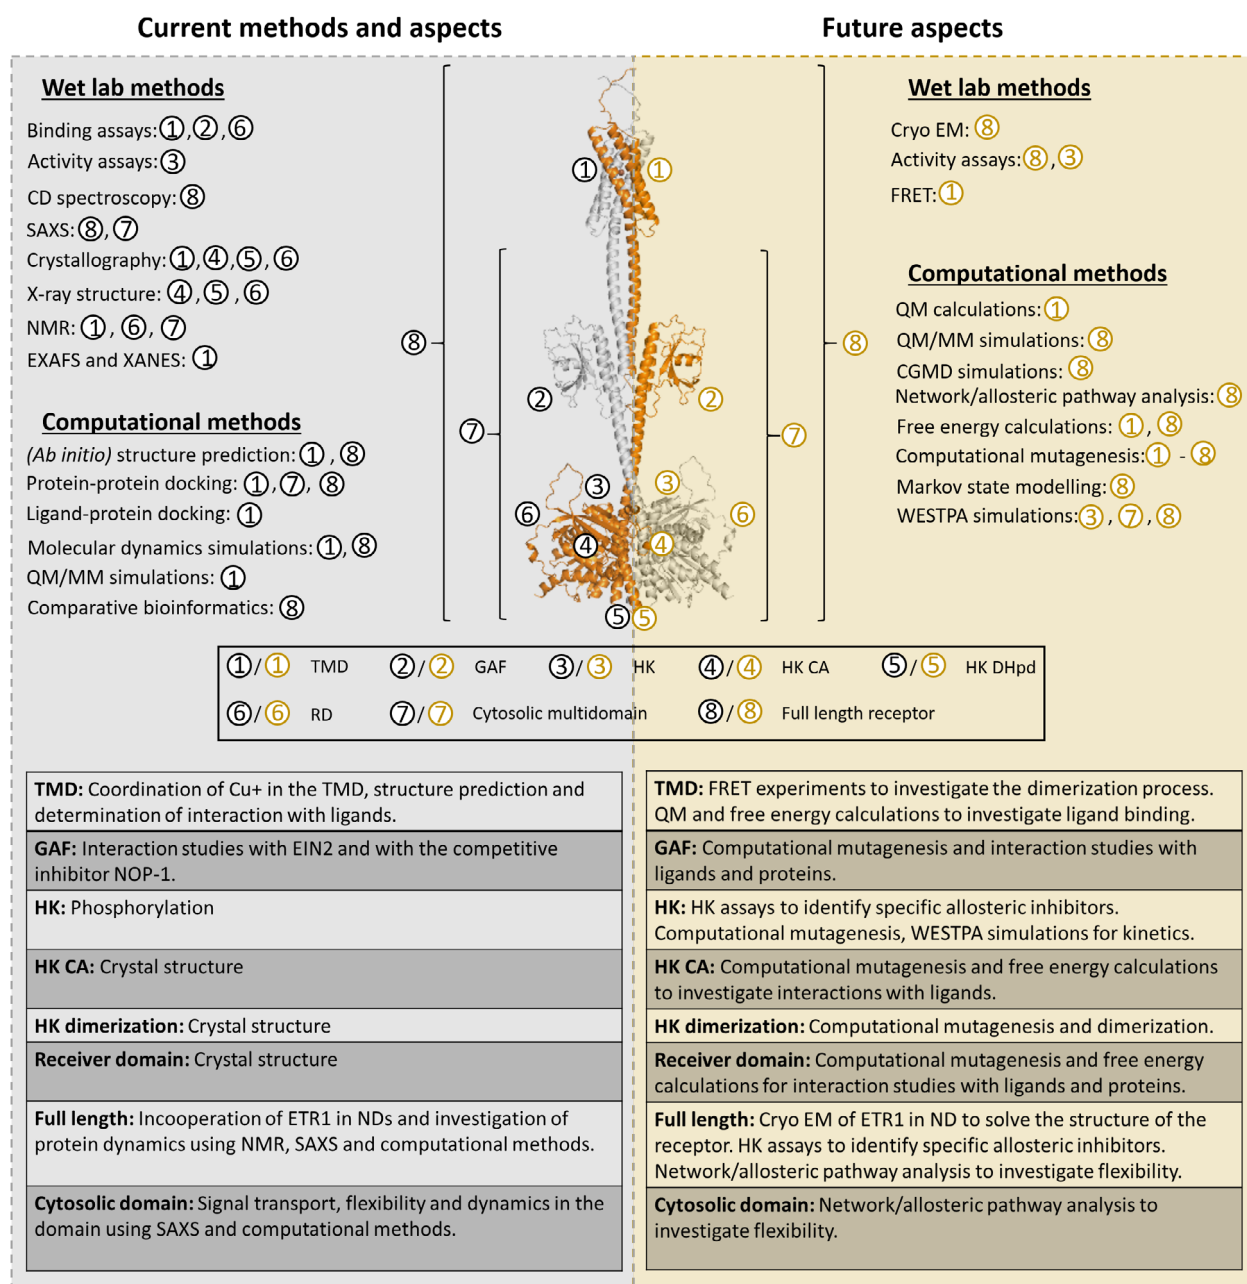 Current methods and aspects
Future aspects
Wet lab methods
Binding assays: 1, 2, 6
Activity assays: 3
CD spectroscopy: 8
SAXS: 8, 7
Crystallography: 1, 4, 5, 6
X-ray structure: 4, 5, 6
NMR: 1, 6, 7
EXAFS and XANES: 1
Computational methods
(Ab initio) structure prediction: 1, 8
Protein-protein docking: 1, 7, 8
Ligand-protein docking: 1
Molecular dynamics simulations: 1, 8
QM/MM simulations: 1
Comparative bioinformatics: 8
1 1
8
2
7
3
6
4
5
3
6
4
5
2
7
8
Wet lab methods
Cryo EM: 8
Activity assays: 8, 3
FRET: 1
Computational methods
QM calculations: 1
QM/MM simulations: 8
CGMD simulations: 8
Network/allosteric pathway analysis: 8
Free energy calculations: 1, 8
Computational mutagenesis: 1 - 8
Markov state modelling: 8
WESTPA simulations: 3, 7, 8
1/1 TMD 2/2 GAF 3/3 HK 4/4 HK CA 5/5 HK DHpd
6/6 RD 7/7 Cytosolic multidomain 8/8 Full length receptor
TMD: Coordination of Cu+ in the TMD, structure prediction and
determination of interaction with ligands.
GAF: Interaction studies with EIN2 and with the competitive
inhibitor NOP-1.
HK: Phosphorylation
HK CA: Crystal structure
HK dimerization: Crystal structure
Receiver domain: Crystal structure
Full length: Incooperation of ETR1 in NDs and investigation of
protein dynamics using NMR, SAXS and computational methods.
Cytosolic domain: Signal transport, flexibility and dynamics in the
domain using SAXS and computational methods.
TMD: FRET experiments to investigate the dimerization process.
QM and free energy calculations to investigate ligand binding.
GAF: Computational mutagenesis and interaction studies with
ligands and proteins.
HK: HK assays to identify specific allosteric inhibitors.
Computational mutagenesis, WESTPA simulations for kinetics.
HK CA: Computational mutagenesis and free energy calculations
to investigate interactions with ligands.
HK dimerization: Computational mutagenesis and dimerization.
Receiver domain: Computational mutagenesis and free energy
calculations for interaction studies with ligands and proteins.
Full length: Cryo EM of ETR1 in ND to solve the structure of the
receptor. HK assays to identify specific allosteric inhibitors.
Network/allosteric pathway analysis to investigate flexibility.
Cytosolic domain: Network/allosteric pathway analysis to
investigate flexibility.